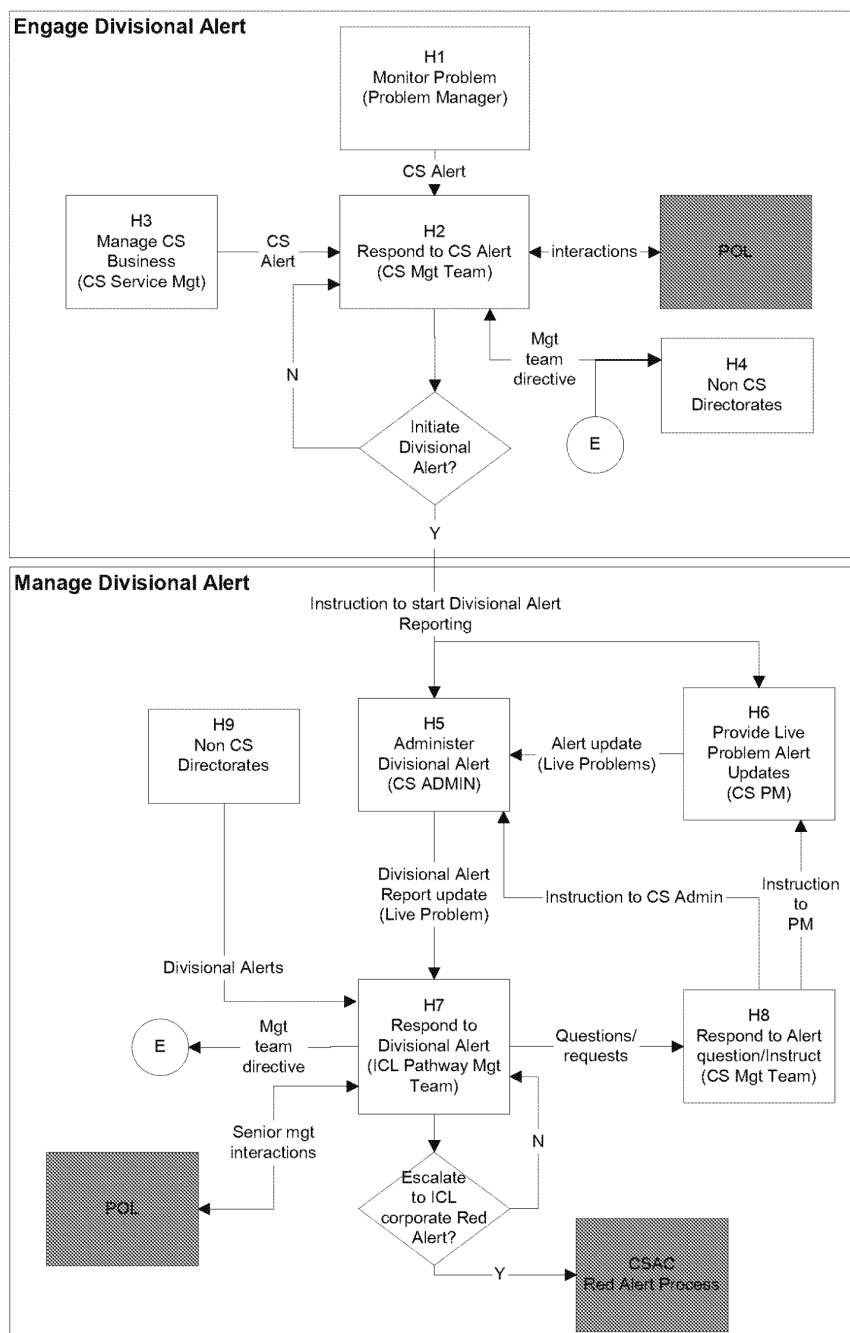 Engage Divisional Alert
H1
Monitor Problem
(Problem Manager)
CS Alert
H3
Manage CS
Business
(CS Service Mgt)
CS
Alert
H2
Respond to CS Alert
(CS Mgt Team)
interactions
POL
N
Mgt
team
directive
H4
Non CS
Directorates
E
Initiate
Divisional
Alert?
Y
Manage Divisional Alert
Instruction to start Divisional Alert
Reporting
H9
Non CS
Directorates
H5
Administer
Divisional Alert
(CS ADMIN)
Alert update
(Live Problems)
H6
Provide Live
Problem Alert
Updates
(CS PM)
Divisional Alert
Report update
(Live Problem)
Instruction to CS Admin
Instruction
to
PM
Divisional Alerts
E
Mgt
team
directive
H7
Respond to
Divisional Alert
(ICL Pathway Mgt
Team)
Questions/
requests
H8
Respond to Alert
question/Instruct
(CS Mgt Team)
Senior mgt
interactions
N
POL
Escalate
to ICL
corporate Red
Alert?
Y
CSAC
Red Alert Process